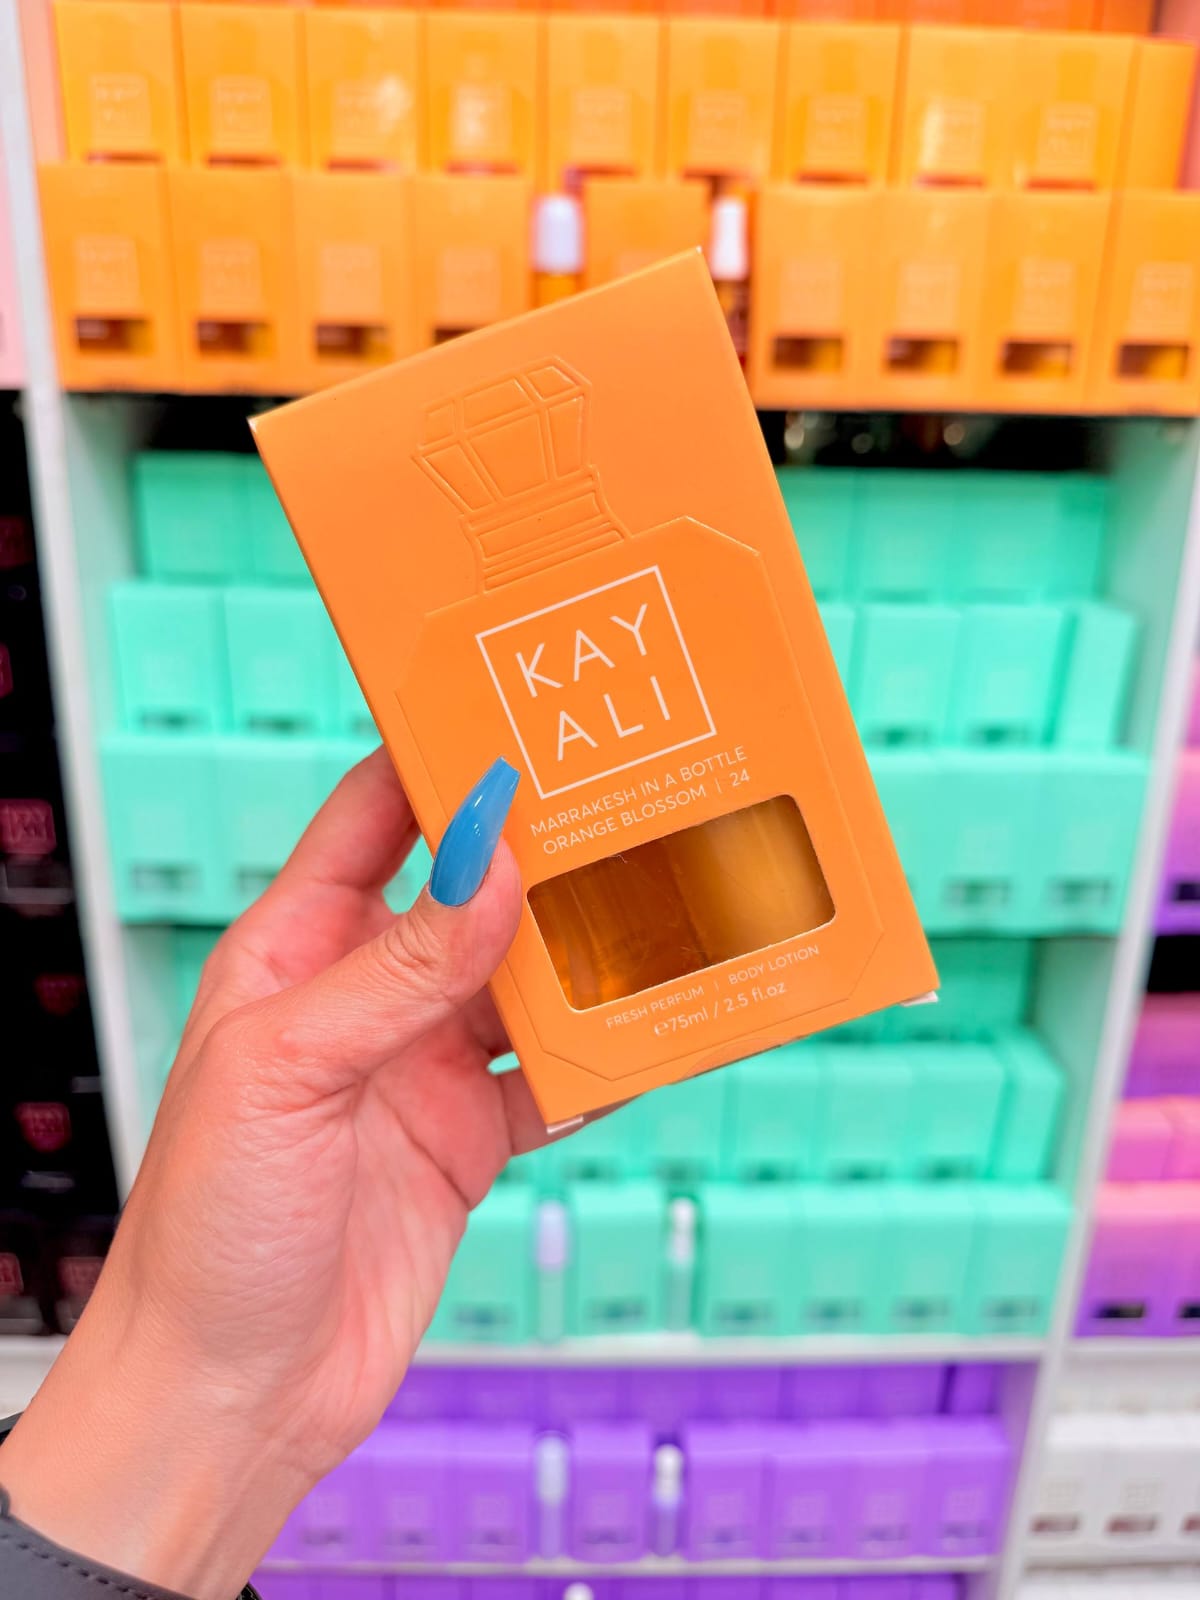 KAY
ALI
MARRAKESH IN A BOTTLE
ORANGE BLOSSOM | 24
FRESH PERFUM | BODY LOTION
℮75ml / 2.5 fl.oz